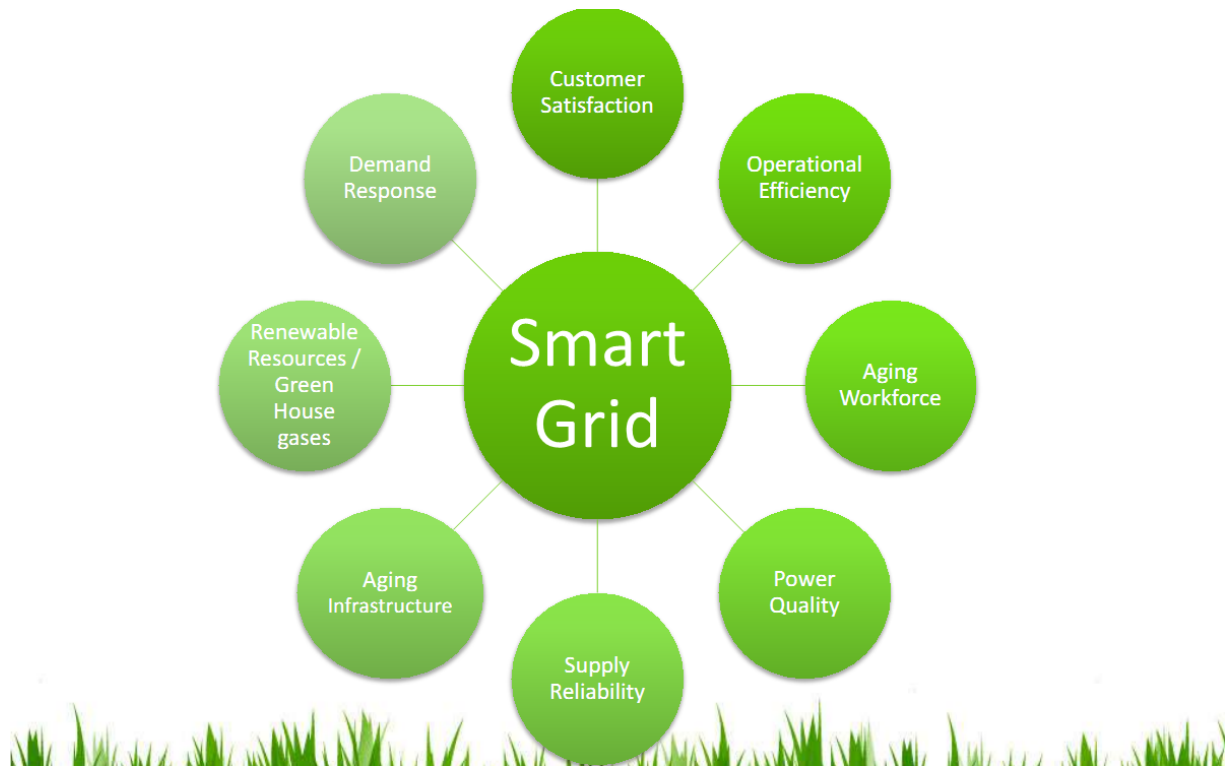 Customer
Satisfaction
Operational
Efficiency
Aging
Workforce
Power
Quality
Supply
Reliability
Aging
Infrastructure
Renewable
Resources /
Green
House
gases
Demand
Response
Smart
Grid